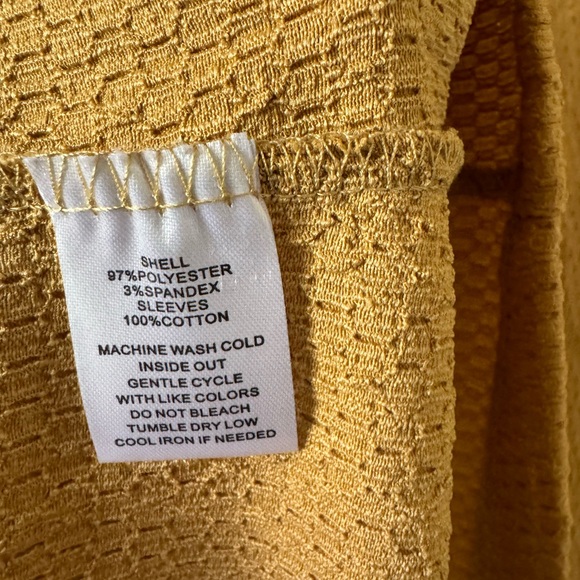 SHELL
97%POLYESTER
3%SPANDEX
SLEEVES
100%COTTON
MACHINE WASH COLD
INSIDE OUT
GENTLE CYCLE
WITH LIKE COLORS
DO NOT BLEACH
TUMBLE DRY LOW
COOL IRON IF NEEDED